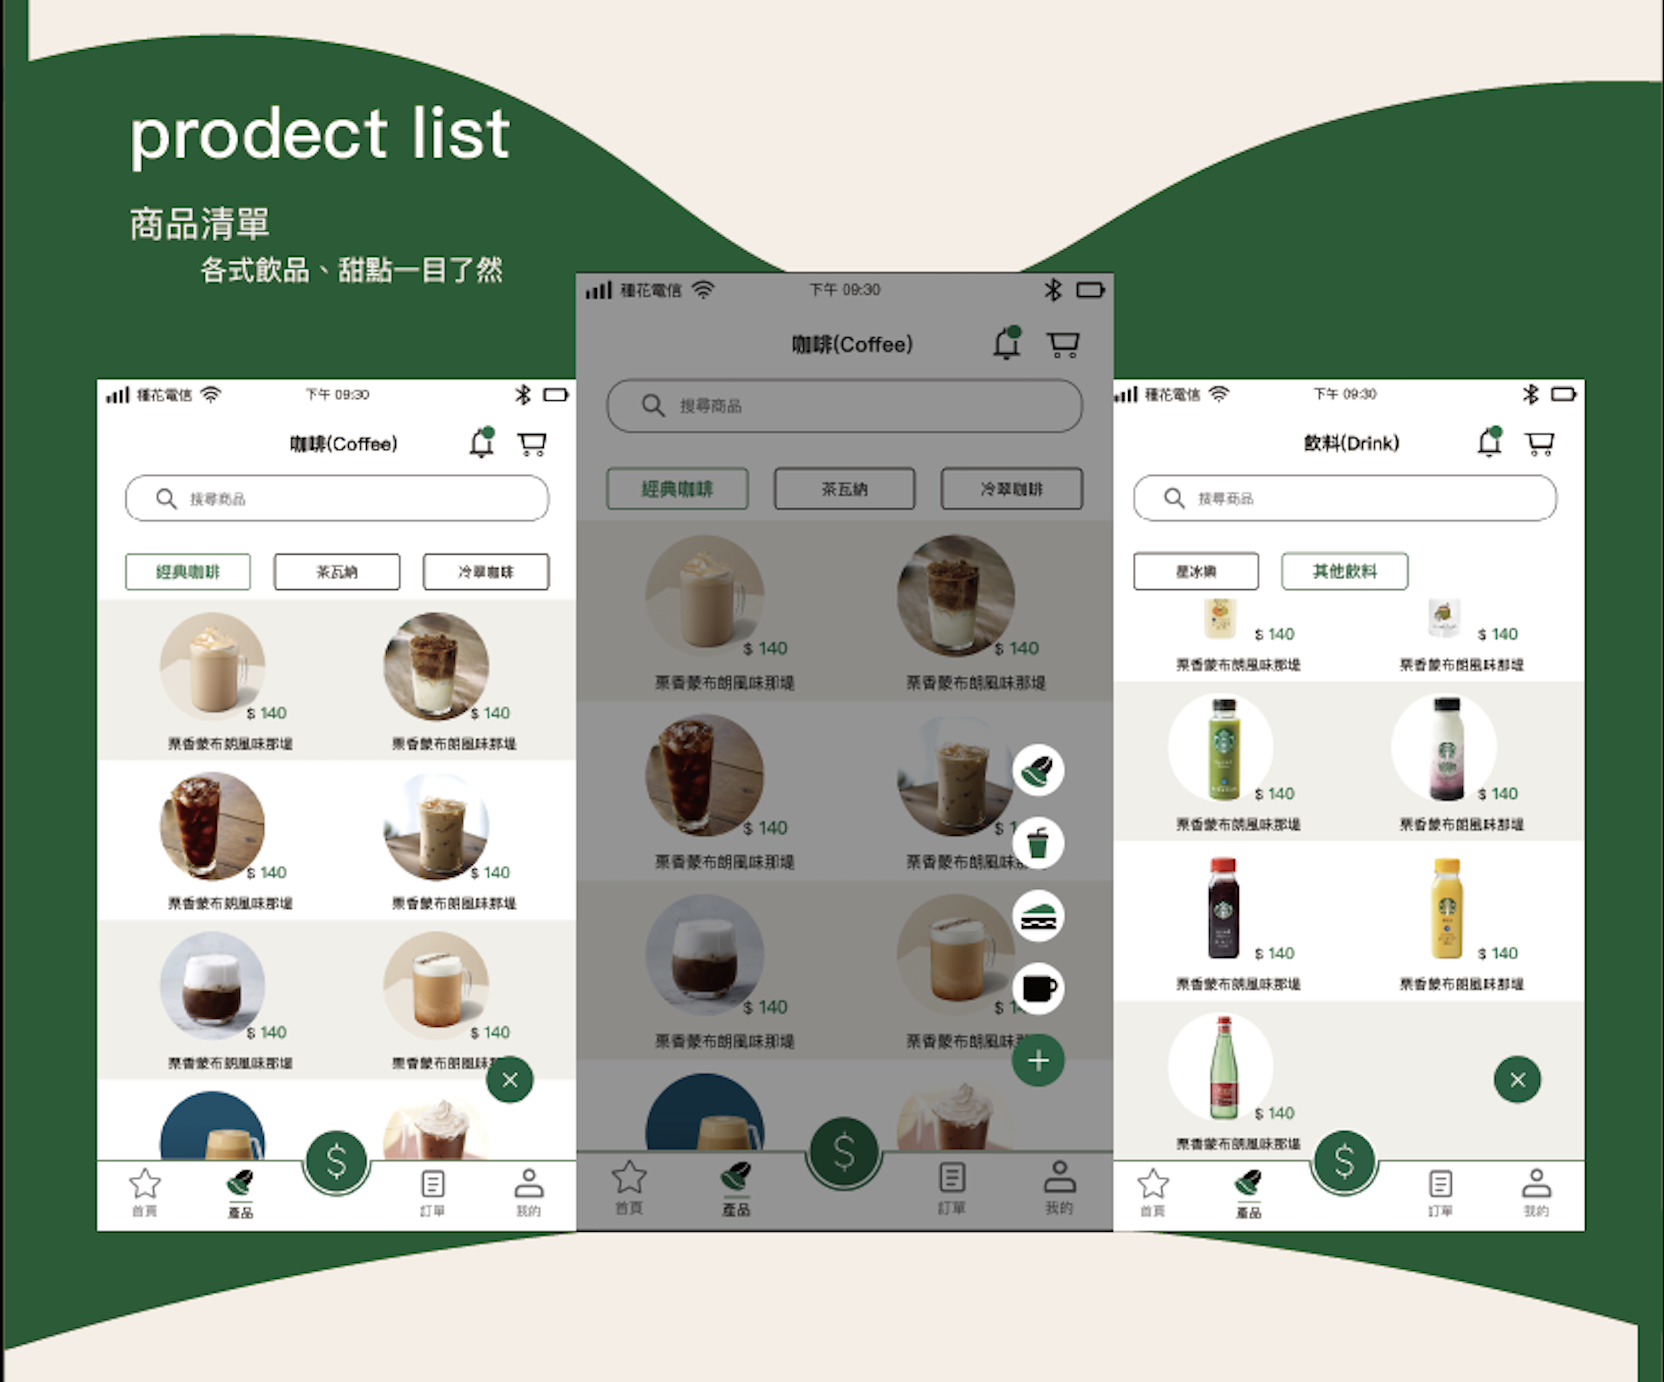 prodect list
商品清單
各式飲品、甜點一目了然
種花電信 下午 09:30
咖啡(Coffee)
搜尋商品
經典咖啡 茶瓦納 冷翠咖啡
$ 140 $ 140
栗香蒙布朗風味那堤 栗香蒙布朗風味那堤
$ 140 $ 140
栗香蒙布朗風味那堤 栗香蒙布朗風味那堤
$ 140 $ 140
栗香蒙布朗風味那堤 栗香蒙布朗風味那
$
首頁 產品 訂單 我的
種花電信 下午 09:30
咖啡(Coffee)
搜尋商品
經典咖啡 茶瓦納 冷翠咖啡
$ 140 $ 140
栗香蒙布朗風味那堤 栗香蒙布朗風味那堤
$ 140 $ 1
栗香蒙布朗風味那堤 栗香蒙布朗風味
$ 140 $ 1
栗香蒙布朗風味那堤 栗香蒙布朗風味
$
首頁 產品 訂單 我的
種花電信 下午 09:30
飲料(Drink)
搜尋商品
星冰樂 其他飲料
$ 140 $ 140
栗香蒙布朗風味那堤 栗香蒙布朗風味那堤
$ 140 $ 140
栗香蒙布朗風味那堤 栗香蒙布朗風味那堤
$ 140 $ 140
栗香蒙布朗風味那堤 栗香蒙布朗風味那堤
$ 140
栗香蒙布朗風味那堤
$
首頁 產品 訂單 我的